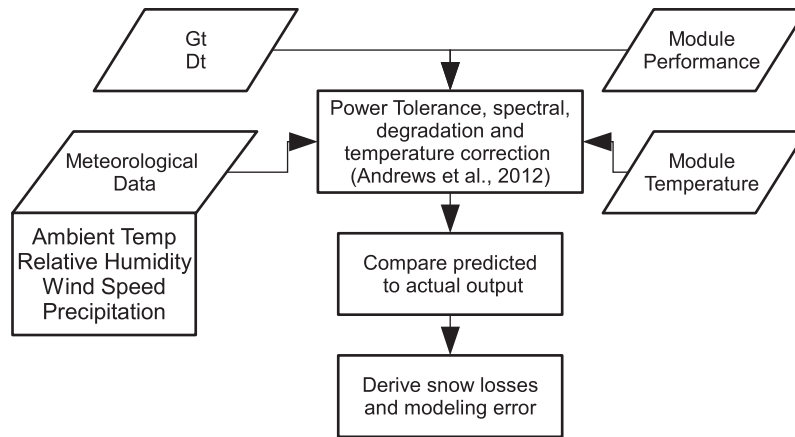 Gt
Dt
Module
Performance
Power Tolerance, spectral,
degradation and
temperature correction
(Andrews et al., 2012)
Meteorological
Data
Module
Temperature
Ambient Temp
Relative Humidity
Wind Speed
Precipitation
Compare predicted
to actual output
Derive snow losses
and modeling error